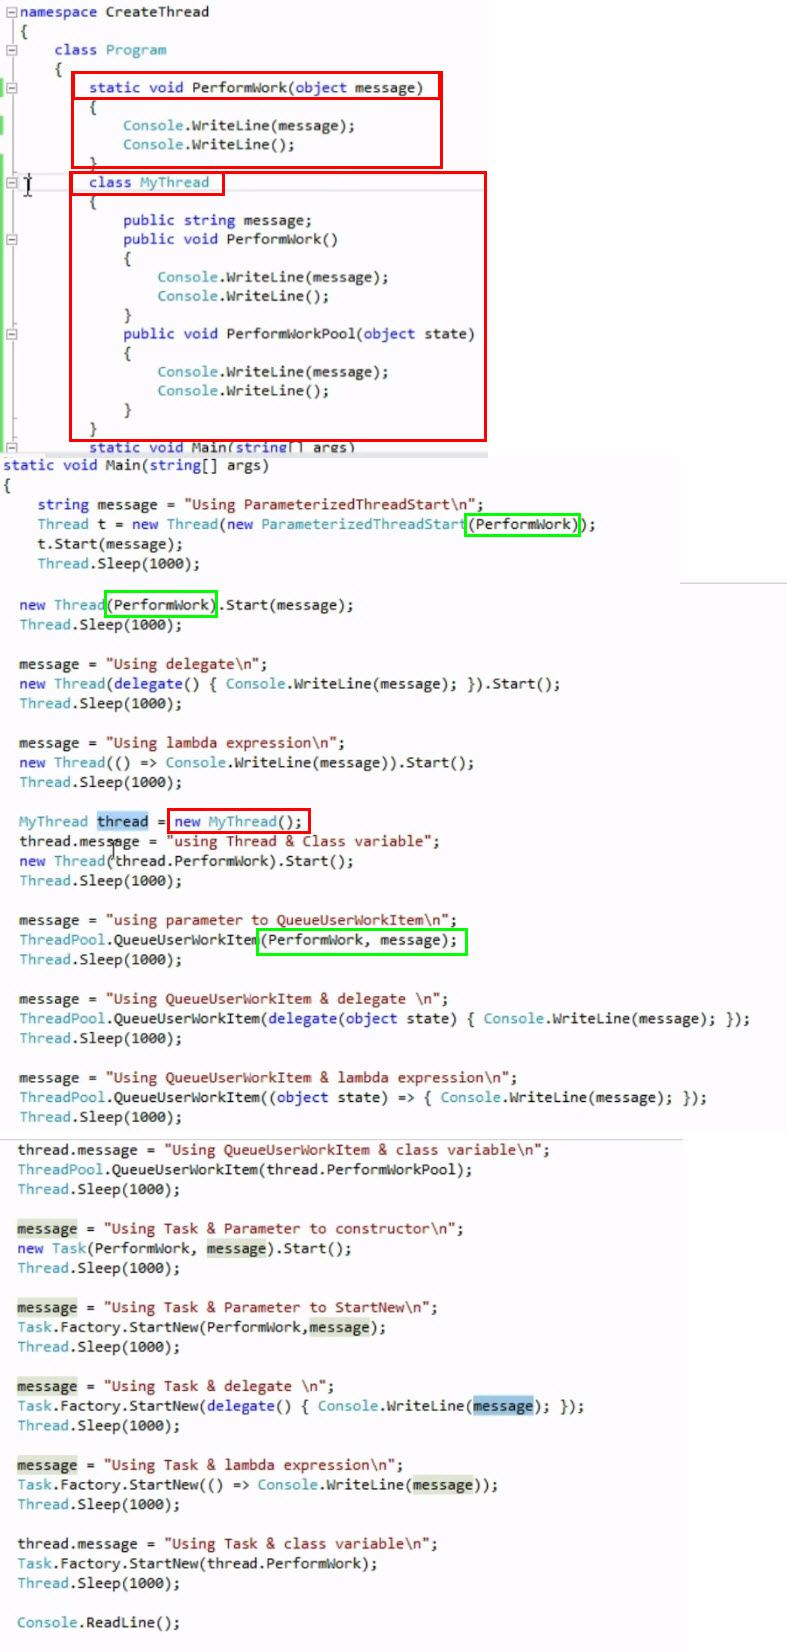 namespace CreateThread
{
class Program
{
static void PerformWork(object message)
{
Console.WriteLine(message);
Console.WriteLine();
}
class MyThread
{
public string message;
public void PerformWork()
{
Console.WriteLine(message);
Console.WriteLine();
}
public void PerformWorkPool(object state)
{
Console.WriteLine(message);
Console.WriteLine();
}
}
static void Main(string[] args)
static void Main(string[] args)
{
string message = "Using ParameterizedThreadStart\n";
Thread t = new Thread(new ParameterizedThreadStart(PerformWork));
t.Start(message);
Thread.Sleep(1000);
new Thread(PerformWork).Start(message);
Thread.Sleep(1000);
message = "Using delegate\n";
new Thread(delegate() { Console.WriteLine(message); }).Start();
Thread.Sleep(1000);
message = "Using lambda expression\n";
new Thread(() => Console.WriteLine(message)).Start();
Thread.Sleep(1000);
MyThread thread = new MyThread();
thread.message = "using Thread & Class variable";
new Thread(thread.PerformWork).Start();
Thread.Sleep(1000);
message = "using parameter to QueueUserWorkItem\n";
ThreadPool.QueueUserWorkItem(PerformWork, message);
Thread.Sleep(1000);
message = "Using QueueUserWorkItem & delegate \n";
ThreadPool.QueueUserWorkItem(delegate(object state) { Console.WriteLine(message); });
Thread.Sleep(1000);
message = "Using QueueUserWorkItem & lambda expression\n";
ThreadPool.QueueUserWorkItem((object state) => { Console.WriteLine(message); });
Thread.Sleep(1000);
thread.message = "Using QueueUserWorkItem & class variable\n";
ThreadPool.QueueUserWorkItem(thread.PerformWorkPool);
Thread.Sleep(1000);
message = "Using Task & Parameter to constructor\n";
new Task(PerformWork, message).Start();
Thread.Sleep(1000);
message = "Using Task & Parameter to StartNew\n";
Task.Factory.StartNew(PerformWork,message);
Thread.Sleep(1000);
message = "Using Task & delegate \n";
Task.Factory.StartNew(delegate() { Console.WriteLine(message); });
Thread.Sleep(1000);
message = "Using Task & lambda expression\n";
Task.Factory.StartNew(() => Console.WriteLine(message));
Thread.Sleep(1000);
thread.message = "Using Task & class variable\n";
Task.Factory.StartNew(thread.PerformWork);
Thread.Sleep(1000);
Console.ReadLine();